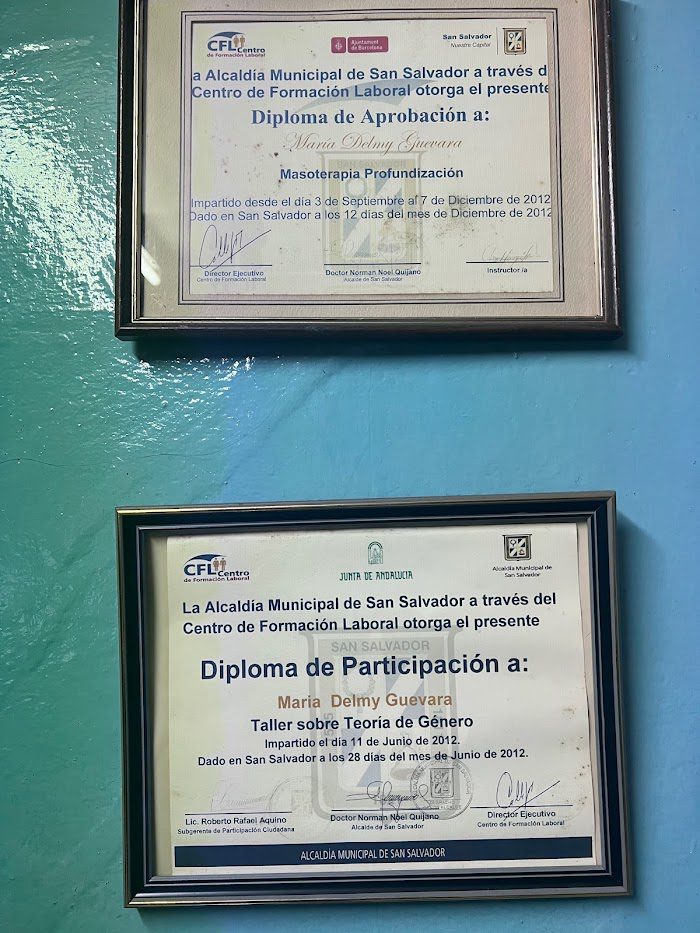 CFL Centro
de Formación Laboral
Ajuntament
de Barcelona
San Salvador
Nuestra Capital
a Alcaldía Municipal de San Salvador a través d
Centro de Formación Laboral otorga el presente
Diploma de Aprobación a:
María Delmy Guevara
SAN SALVADOR
Masoterapia Profundización
Impartido desde el día 3 de Septiembre al 7 de Diciembre de 2012
Dado en San Salvador a los 12 días del mes de Diciembre de 2012
Director Ejecutivo
Centro de Formación Laboral
Doctor Norman Noel Quijano
Alcalde de San Salvador
Instructor /a
CFL Centro
de Formación Laboral
JUNTA DE ANDALUCIA
Alcaldía Municipal de
San Salvador
La Alcaldía Municipal de San Salvador a través del
Centro de Formación Laboral otorga el presente
SAN SALVADOR
Diploma de Participación a:
Maria Delmy Guevara
Taller sobre Teoría de Género
Impartido el día 11 de Junio de 2012.
Dado en San Salvador a los 28 días del mes de Junio de 2012.
Lic. Roberto Rafael Aquino
Subgerente de Participación Ciudadana
Doctor Norman Noel Quijano
Alcalde de San Salvador
Director Ejecutivo
Centro de Formación Laboral
ALCALDÍA MUNICIPAL DE SAN SALVADOR